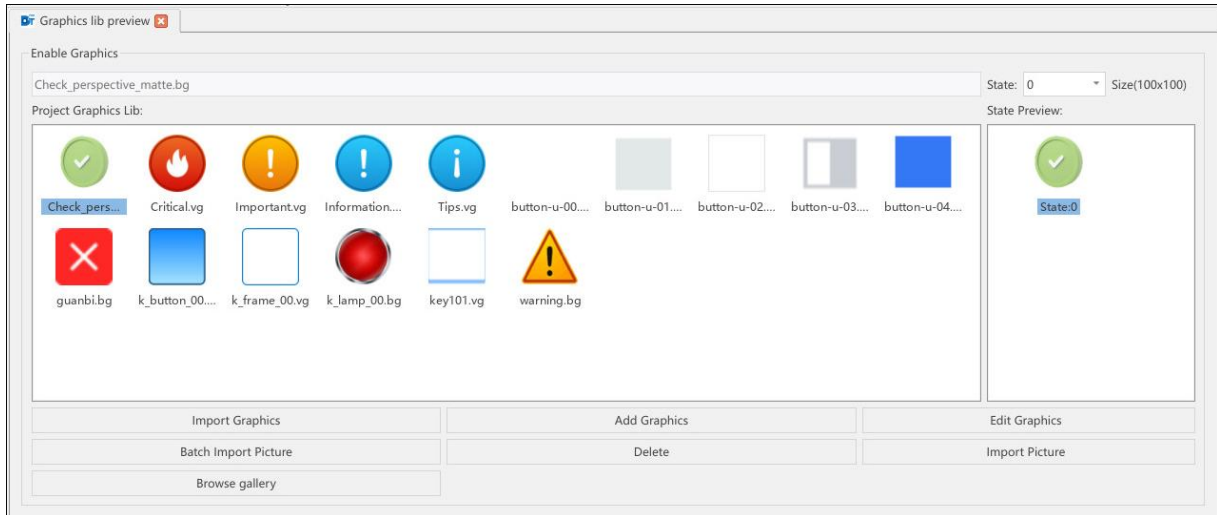 Graphics lib preview
Enable Graphics
Check_perspective_matte.bg State: 0 Size(100x100)
Project Graphics Lib: State Preview:
Check_pers... Critical.vg Important.vg Information.... Tips.vg button-u-00.... button-u-01.... button-u-02.... button-u-03.... button-u-04.... State:0
guanbi.bg k_button_00.... k_frame_00.vg k_lamp_00.bg key101.vg warning.bg
Import Graphics Add Graphics Edit Graphics
Batch Import Picture Delete Import Picture
Browse gallery